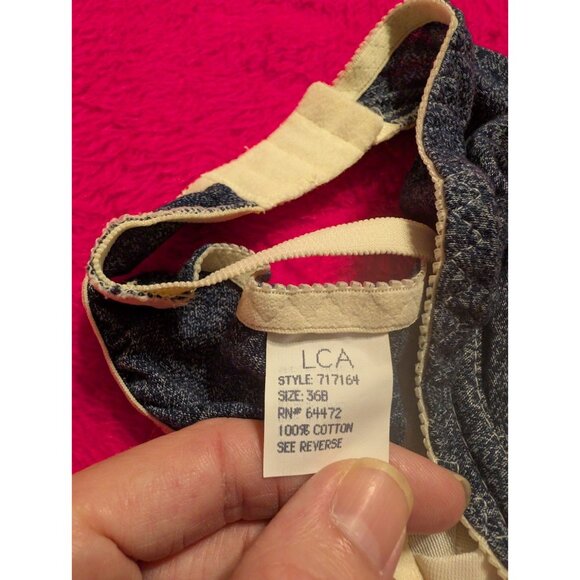 LCA
STYLE: 717164
SIZE: 36B
RN# 64472
100% COTTON
SEE REVERSE